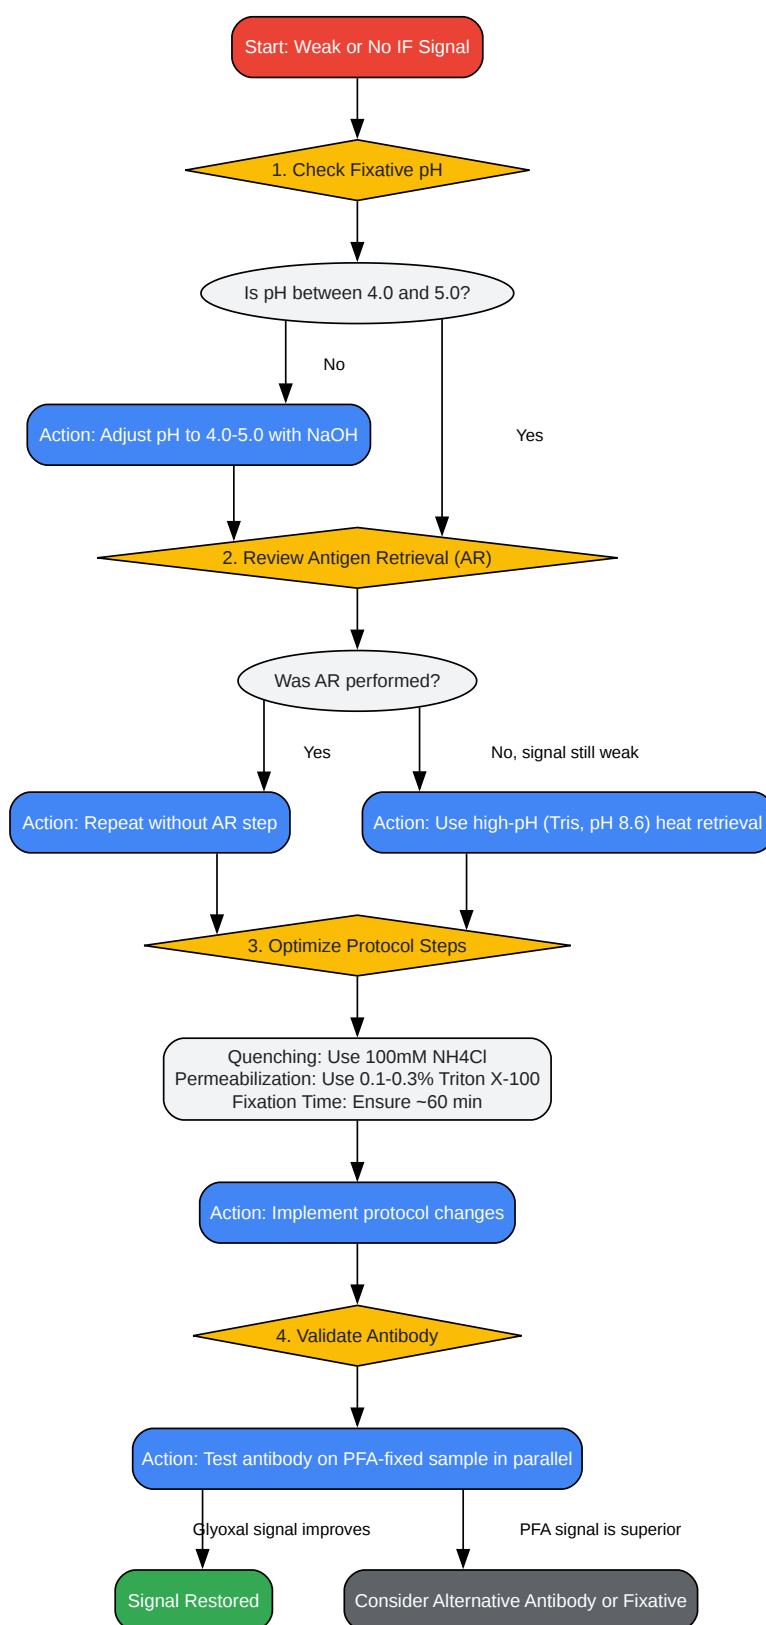 Start: Weak or No IF Signal
1. Check Fixative pH
Is pH between 4.0 and 5.0?
No
Action: Adjust pH to 4.0-5.0 with NaOH
Yes
2. Review Antigen Retrieval (AR)
Was AR performed?
Yes
No, signal still weak
Action: Repeat without AR step
Action: Use high-pH (Tris, pH 8.6) heat retrieval
3. Optimize Protocol Steps
Quenching: Use 100mM NH4Cl
Permeabilization: Use 0.1-0.3% Triton X-100
Fixation Time: Ensure ~60 min
Action: Implement protocol changes
4. Validate Antibody
Action: Test antibody on PFA-fixed sample in parallel
Glyoxal signal improves
PFA signal is superior
Signal Restored
Consider Alternative Antibody or Fixative